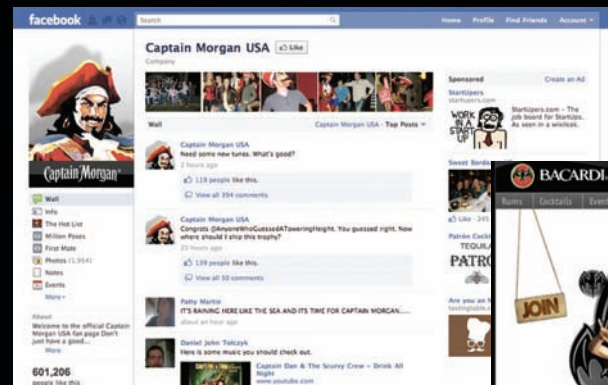 facebook
Search
Home Profile Find Friends Account
Captain Morgan USA Like
Company
Captain Morgan
Wall
Info
The Hot List
Million Poses
First Mate
Photos (1,954)
Notes
Events
More
About
Welcome to the official Captain
Morgan USA fan page Don't
just have a good...
More
601,206
people like this
Wall Captain Morgan USA · Top Posts
Captain Morgan USA
Need some new tunes. What's good?
2 hours ago
119 people like this.
View all 394 comments
Captain Morgan USA
Congrats @AnyoneWhoGuessedAToweringHeight. You guessed right. Now
where should I ship this trophy?
20 hours ago
139 people like this.
View all 50 comments
Patty Martin
IT'S RAINING HERE LIKE THE SEA AND ITS TIME FOR CAPTAIN MORGAN......
about an hour ago
Daniel John Tolczyk
Here is some music you should check out.
Captain Dan & The Scurvy Crew - Drink All
Night
www.youtube.com
Sponsored Create an Ad
StartUpers
startupers.com
WORK
IN A
START
UP
StartUpers.com - The
job board for StartUps.
As seen in a
Sweet
Like · 245
Patrón
TEQUILA
PATRÓ
Are you an
BACARDI
Rums Cocktails Event
JOIN